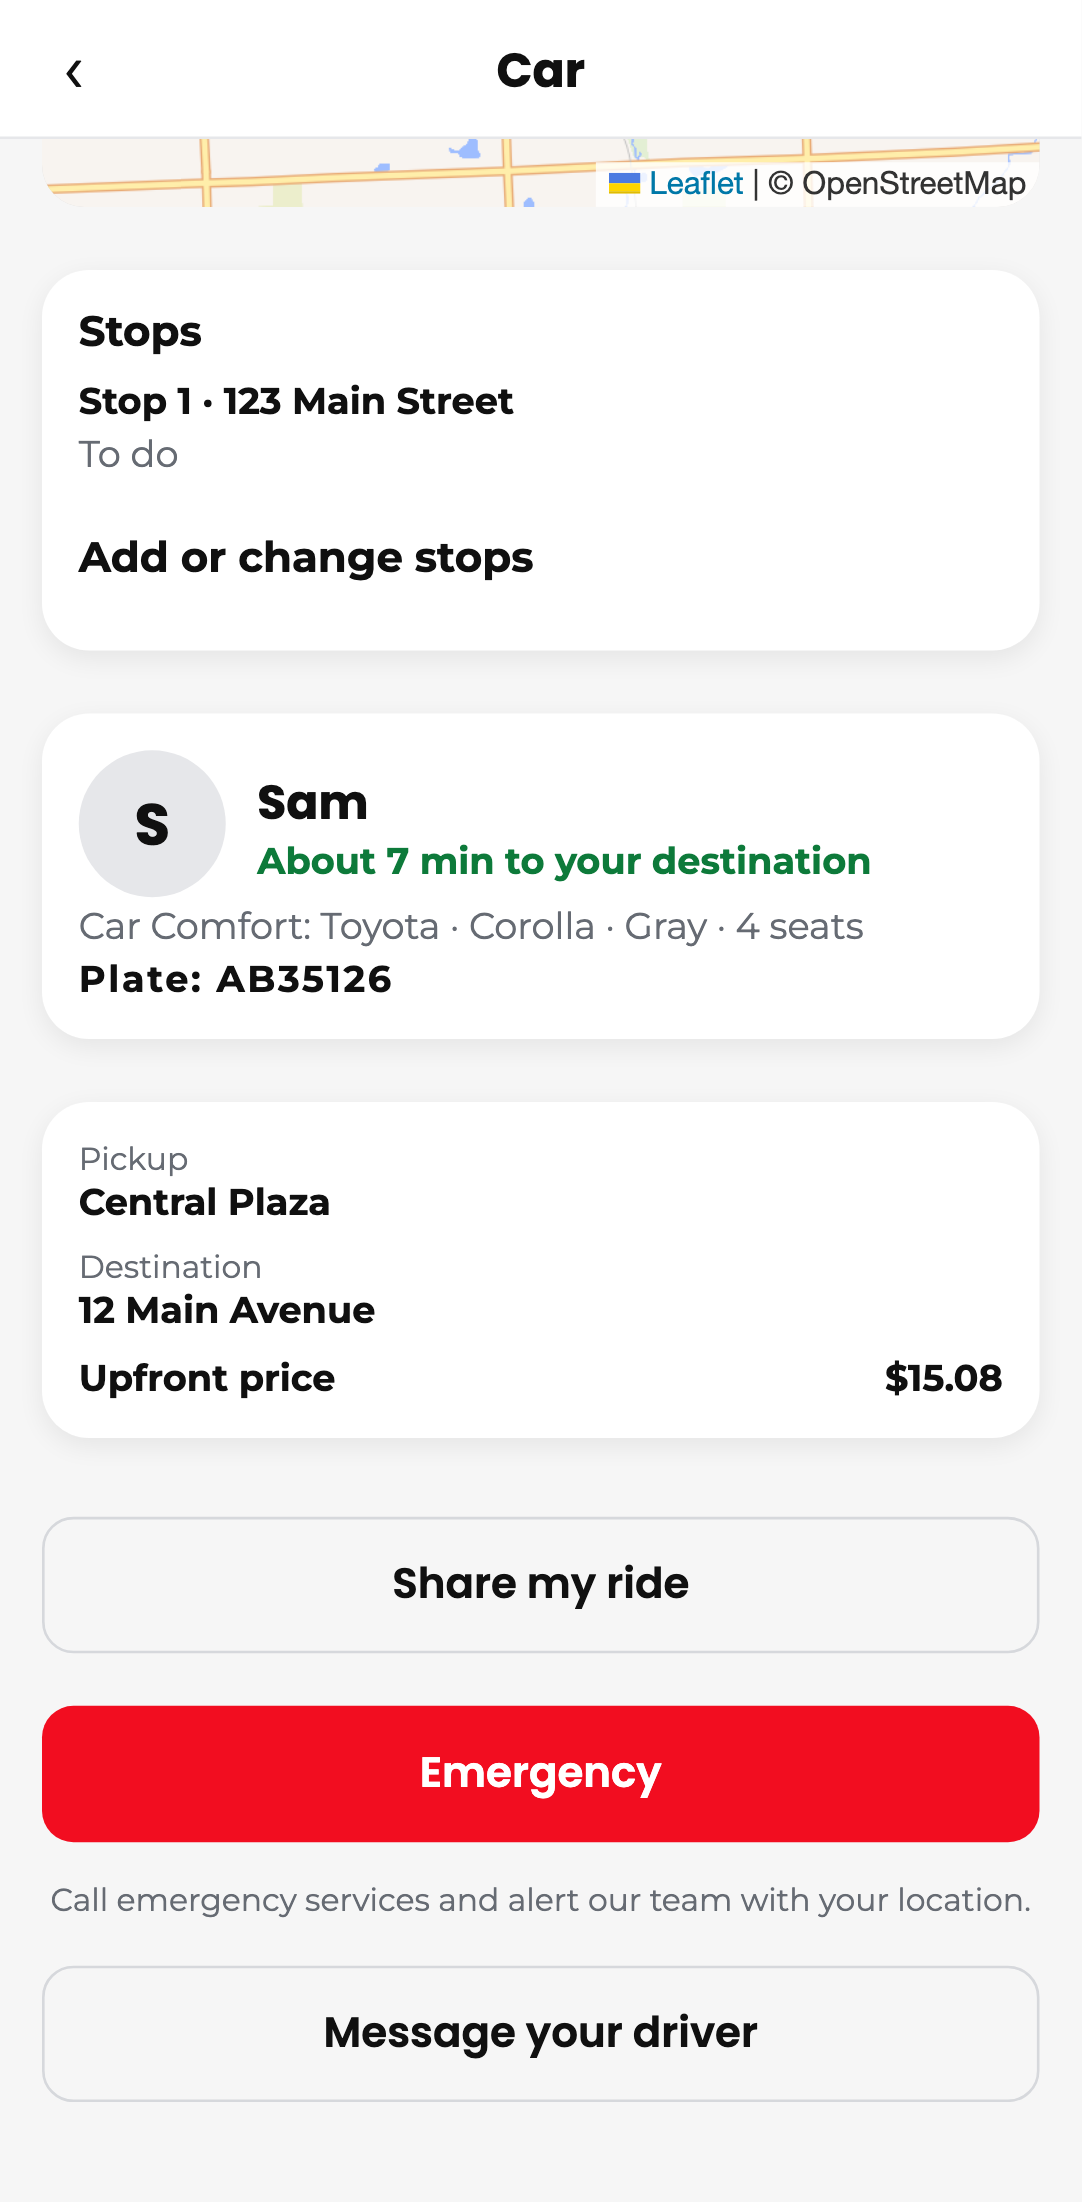 ‹
Car
Leaflet | © OpenStreetMap
Stops
Stop 1 · 123 Main Street
To do
Add or change stops
S
Sam
About 7 min to your destination
Car Comfort: Toyota · Corolla · Gray · 4 seats
Plate: AB35126
Pickup
Central Plaza
Destination
12 Main Avenue
Upfront price $15.08
Share my ride
Emergency
Call emergency services and alert our team with your location.
Message your driver